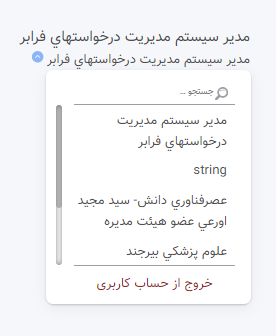 مدير سيستم مديريت درخواستهاي فرابر
مدير سيستم مديريت درخواستهاي فرابر
جستجو ...
مدير سيستم مديريت
درخواستهاي فرابر
string
عصرفناوري دانش- سيد مجيد
اورعي عضو هيئت مديره
علوم پزشكي بيرجند
خروج از حساب کاربری